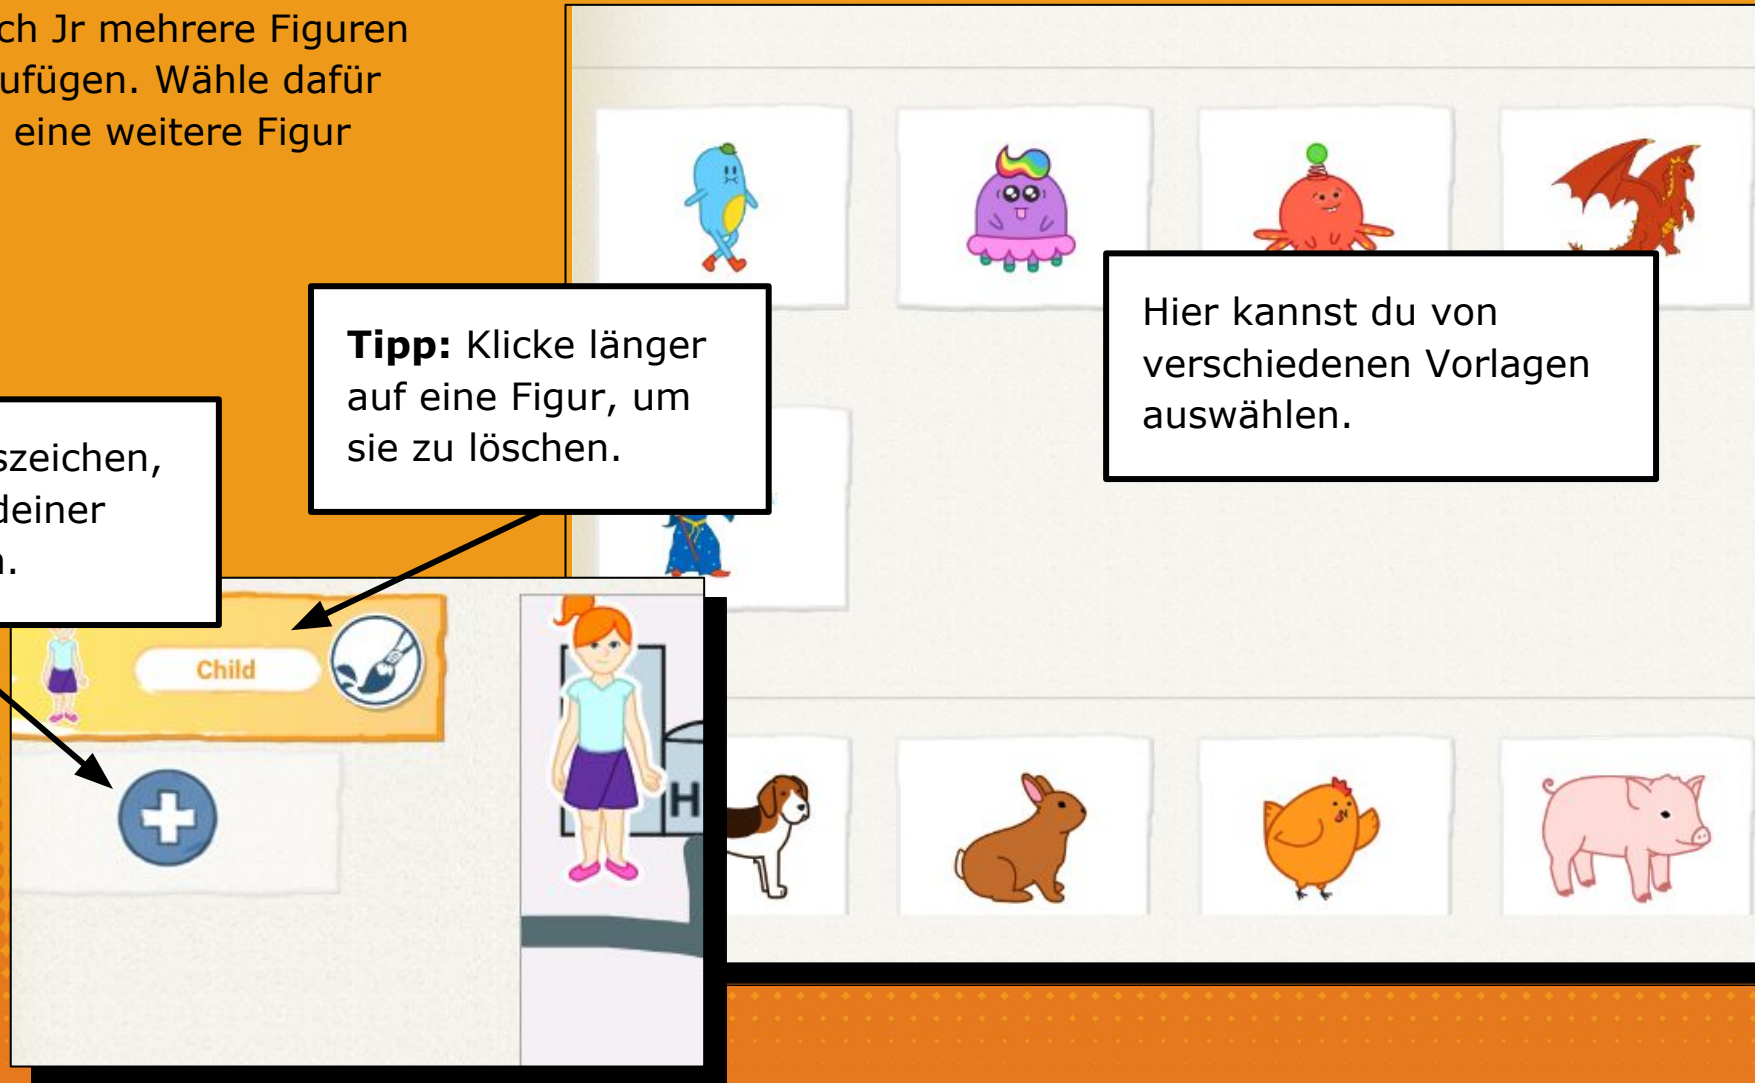 ch Jr mehrere Figuren
ufügen. Wähle dafür
eine weitere Figur
Tipp: Klicke länger
auf eine Figur, um
sie zu löschen.
Hier kannst du von
verschiedenen Vorlagen
auswählen.
szeichen,
deiner
n.
Child
H